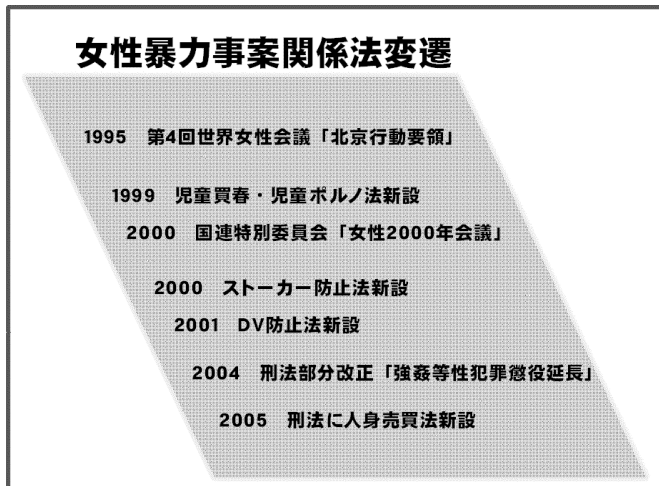 女性暴力事案関係法変遷
1995　第4回世界女性会議「北京行動要領」
1999　児童買春・児童ポルノ法新設
2000　国連特別委員会「女性2000年会議」
2000　ストーカー防止法新設
2001　DV防止法新設
2004　刑法部分改正「強姦等性犯罪懲役延長」
2005　刑法に人身売買法新設